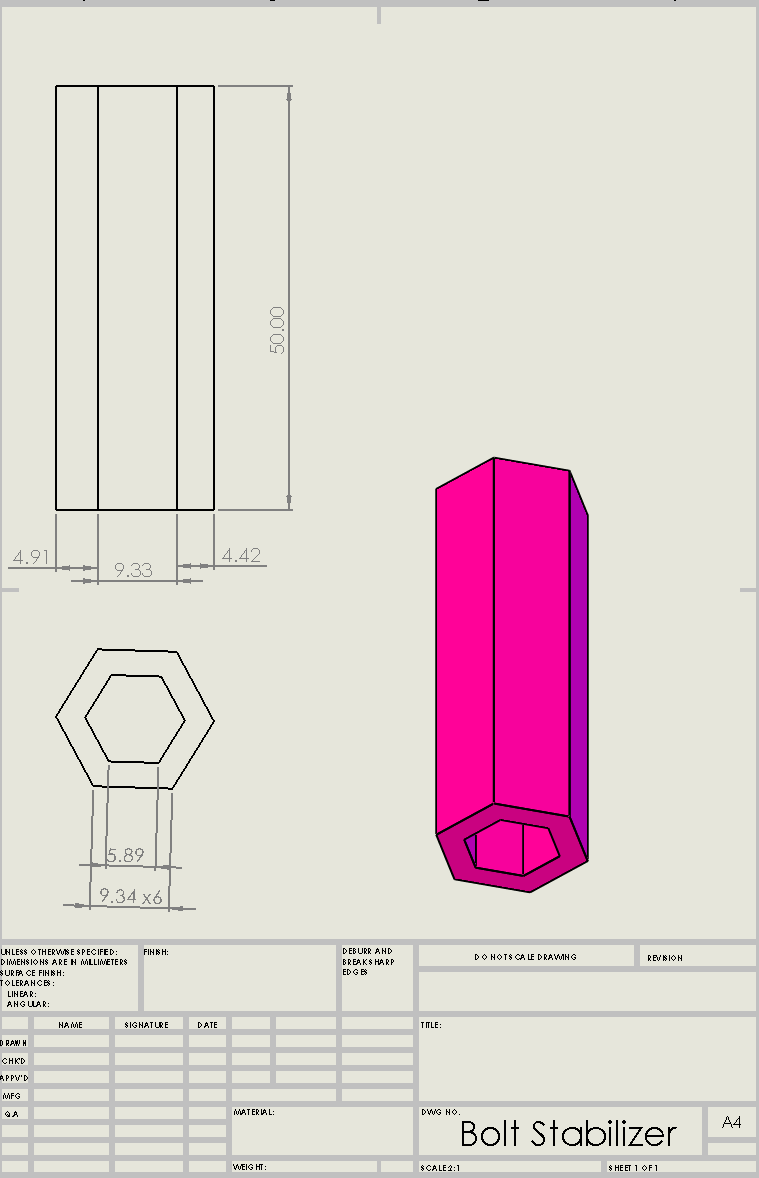 50.00
4.91
9.33
4.42
5.89
9.34 x6
UNLESS OTHERWISE SPECIFIED:
DIMENSIONS ARE IN MILLIMETERS
SURFACE FINISH:
TOLERANCES:
LINEAR:
ANGULAR:
FINISH:
DEBURR AND
BREAK SHARP
EDGES
DO NOT SCALE DRAWING
REVISION
NAME SIGNATURE DATE
DRAWN
CHK'D
APPV'D
MFG
Q.A
TITLE:
MATERIAL:
DWG NO.
Bolt Stabilizer
A4
WEIGHT:
SCALE:2:1
SHEET 1 OF 1